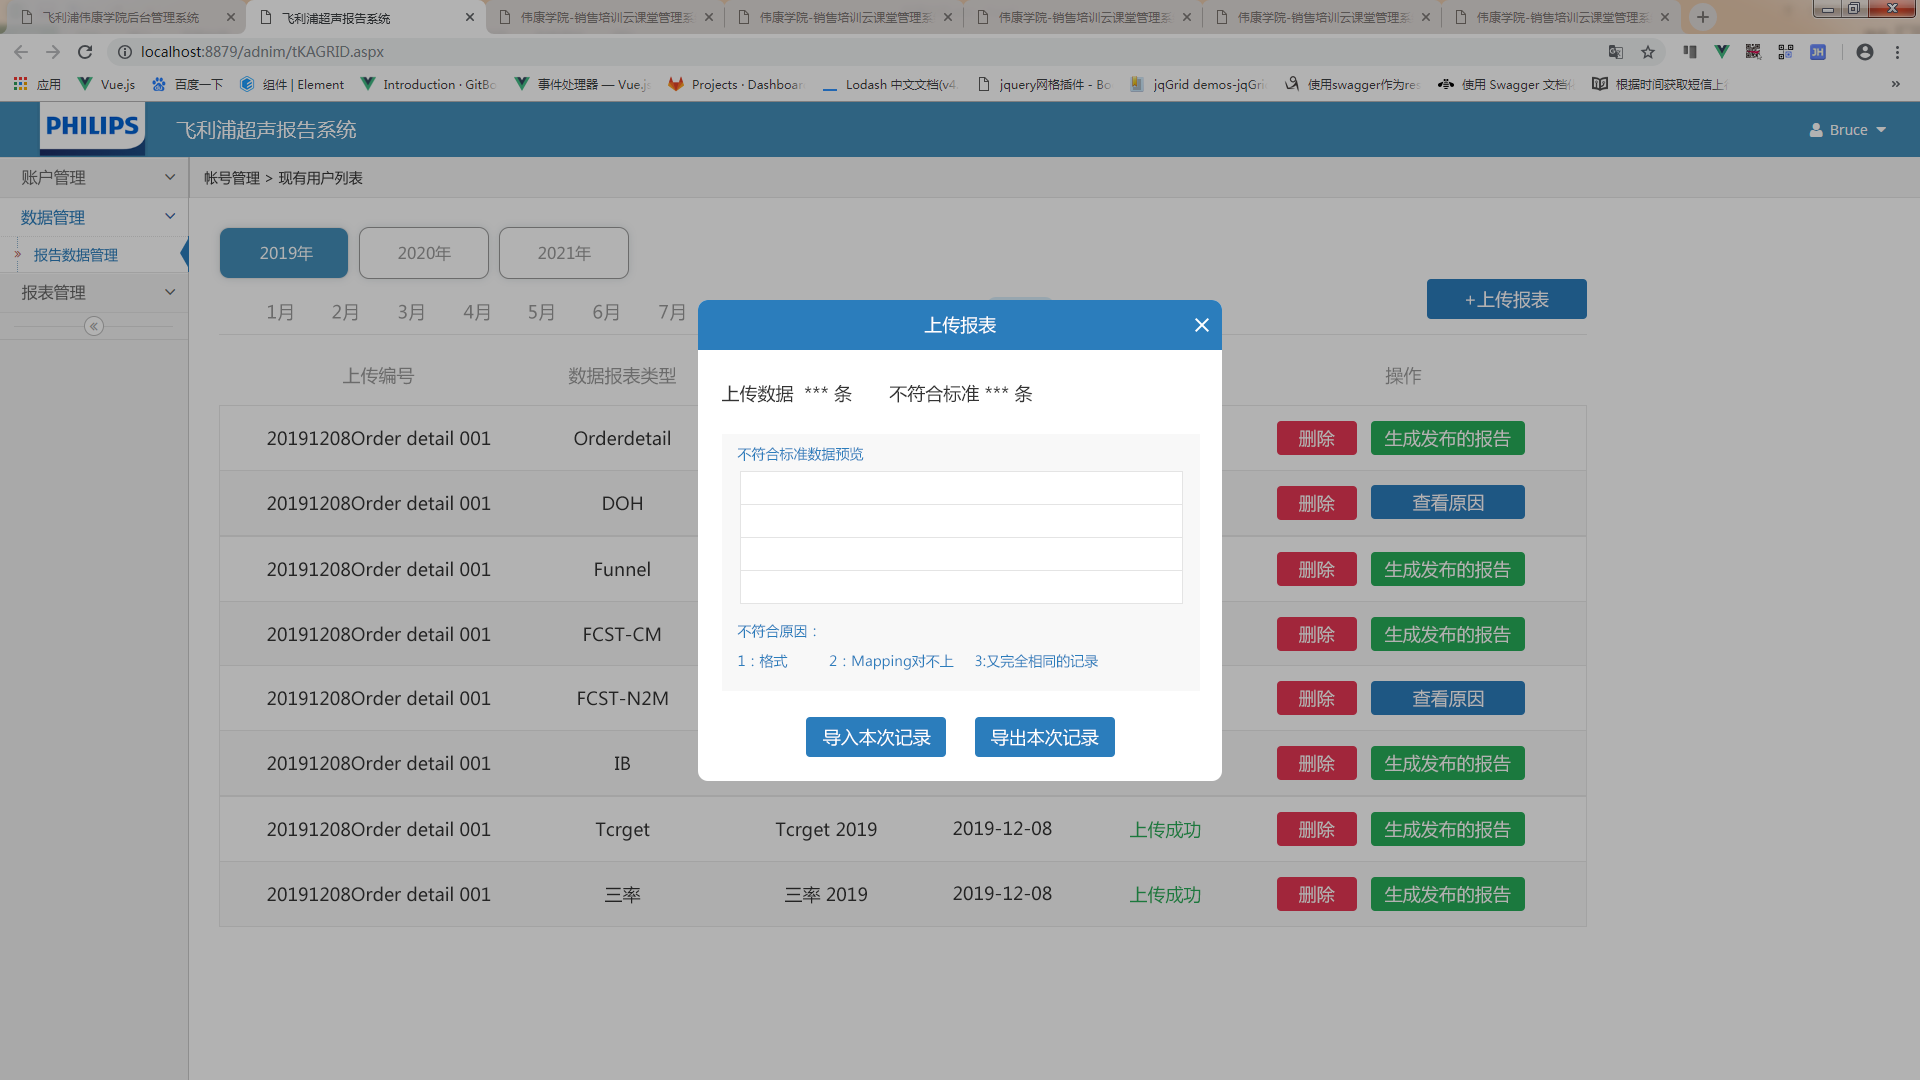 飞利浦伟康学院后台管理系统
飞利浦超声报告系统
伟康学院-销售培训云课堂管理系
伟康学院-销售培训云课堂管理系
伟康学院-销售培训云课堂管理系
伟康学院-销售培训云课堂管理系
伟康学院-销售培训云课堂管理系
localhost:8879/adnim/tKAGRID.aspx
JH
应用
Vue.js
百度一下
组件 | Element
Introduction · GitBo
事件处理器 — Vue.js
Projects · Dashboar
Lodash 中文文档(v4.
jquery网格插件 - Bo
jqGrid demos-jqGri
使用swagger作为res
使用 Swagger 文档化
根据时间获取短信上
»
PHILIPS
飞利浦超声报告系统
Bruce
账户管理
数据管理
报告数据管理
报表管理
帐号管理 > 现有用户列表
2019年
2020年
2021年
1月
2月
3月
4月
5月
6月
7月
+上传报表
上传编号
数据报表类型
操作
20191208Order detail 001
Orderdetail
删除
生成发布的报告
20191208Order detail 001
DOH
删除
查看原因
20191208Order detail 001
Funnel
删除
生成发布的报告
20191208Order detail 001
FCST-CM
删除
生成发布的报告
20191208Order detail 001
FCST-N2M
删除
查看原因
20191208Order detail 001
IB
删除
生成发布的报告
20191208Order detail 001
Tcrget
Tcrget 2019
2019-12-08
上传成功
删除
生成发布的报告
20191208Order detail 001
三率
三率 2019
2019-12-08
上传成功
删除
生成发布的报告
上传报表
上传数据 *** 条
不符合标准 *** 条
不符合标准数据预览
不符合原因：
1：格式
2：Mapping对不上
3:又完全相同的记录
导入本次记录
导出本次记录